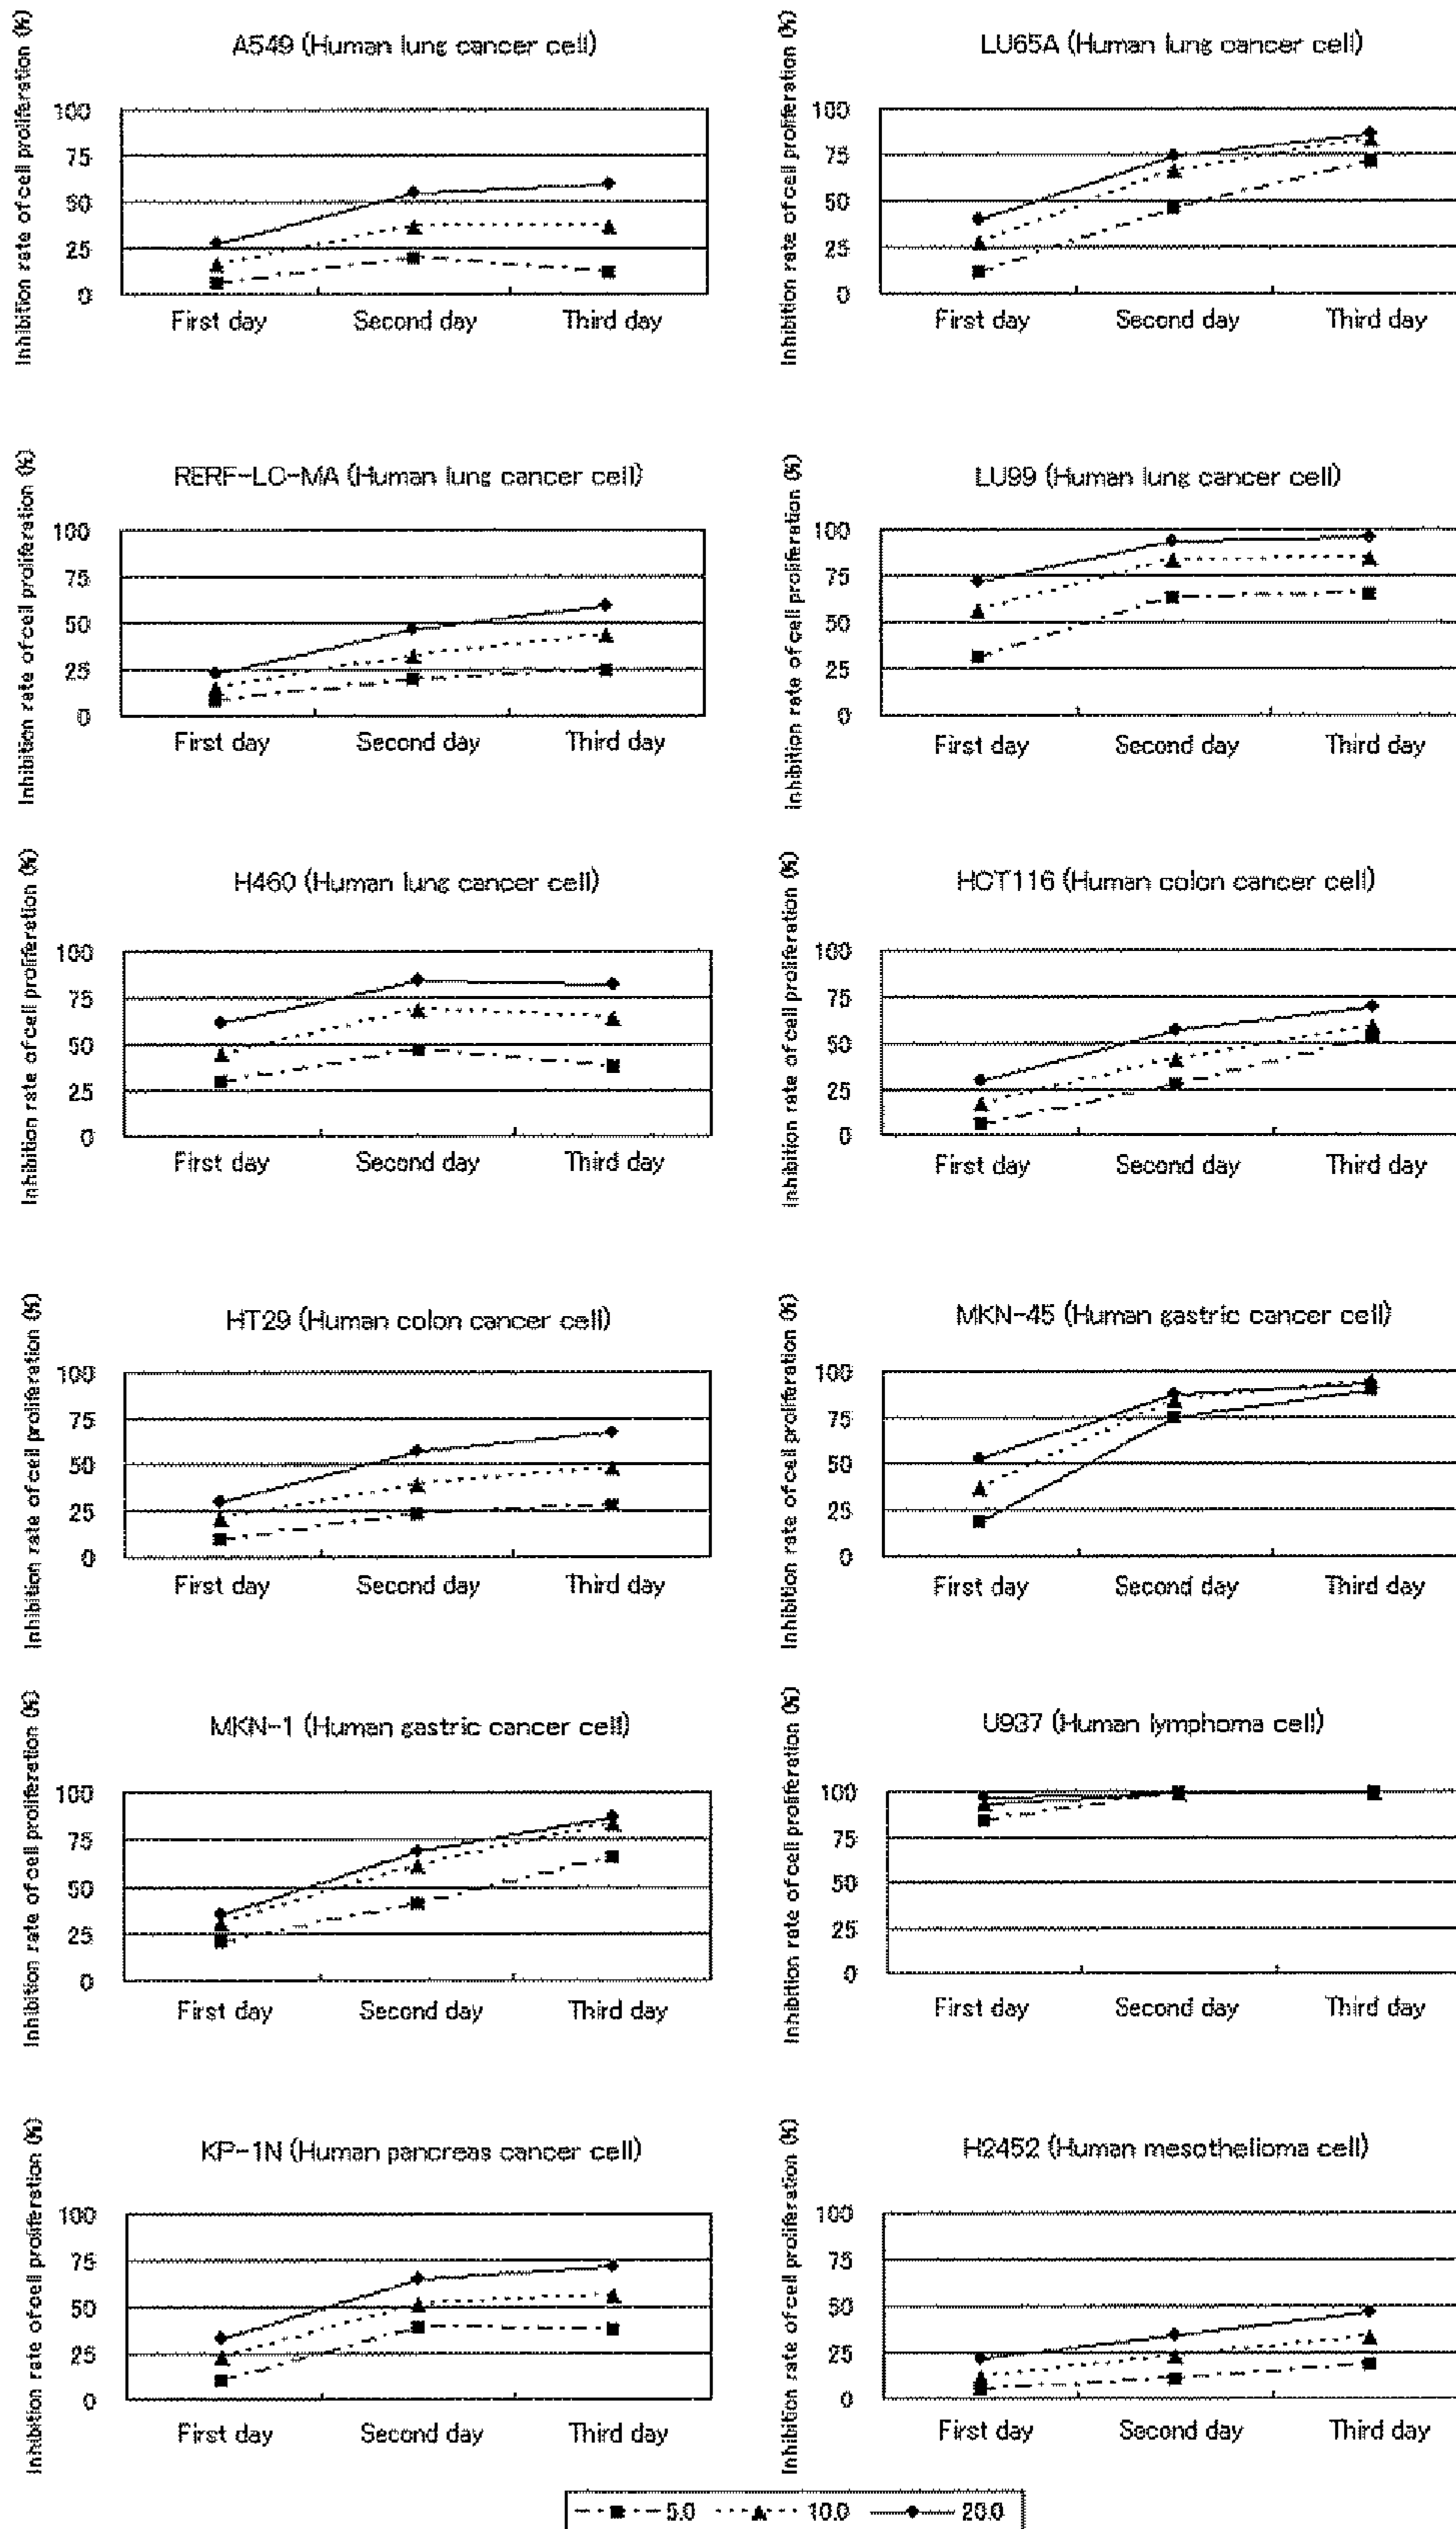 A549 (Human lung cancer cell)
Inhibition rate of cell proliferation (%)
100
75
50
25
0
First day Second day Third day
LU65A (Human lung cancer cell)
Inhibition rate of cell proliferation (%)
100
75
50
25
0
First day Second day Third day
RERF-LC-MA (Human lung cancer cell)
Inhibition rate of cell proliferation (%)
100
75
50
25
0
First day Second day Third day
LU99 (Human lung cancer cell)
Inhibition rate of cell proliferation (%)
100
75
50
25
0
First day Second day Third day
H460 (Human lung cancer cell)
Inhibition rate of cell proliferation (%)
100
75
50
25
0
First day Second day Third day
HCT116 (Human colon cancer cell)
Inhibition rate of cell proliferation (%)
100
75
50
25
0
First day Second day Third day
HT29 (Human colon cancer cell)
Inhibition rate of cell proliferation (%)
100
75
50
25
0
First day Second day Third day
MKN-45 (Human gastric cancer cell)
Inhibition rate of cell proliferation (%)
100
75
50
25
0
First day Second day Third day
MKN-1 (Human gastric cancer cell)
Inhibition rate of cell proliferation (%)
100
75
50
25
0
First day Second day Third day
U937 (Human lymphoma cell)
Inhibition rate of cell proliferation (%)
100
75
50
25
0
First day Second day Third day
KP-1N (Human pancreas cancer cell)
Inhibition rate of cell proliferation (%)
100
75
50
25
0
First day Second day Third day
H2452 (Human mesothelioma cell)
Inhibition rate of cell proliferation (%)
100
75
50
25
0
First day Second day Third day
5.0 10.0 20.0